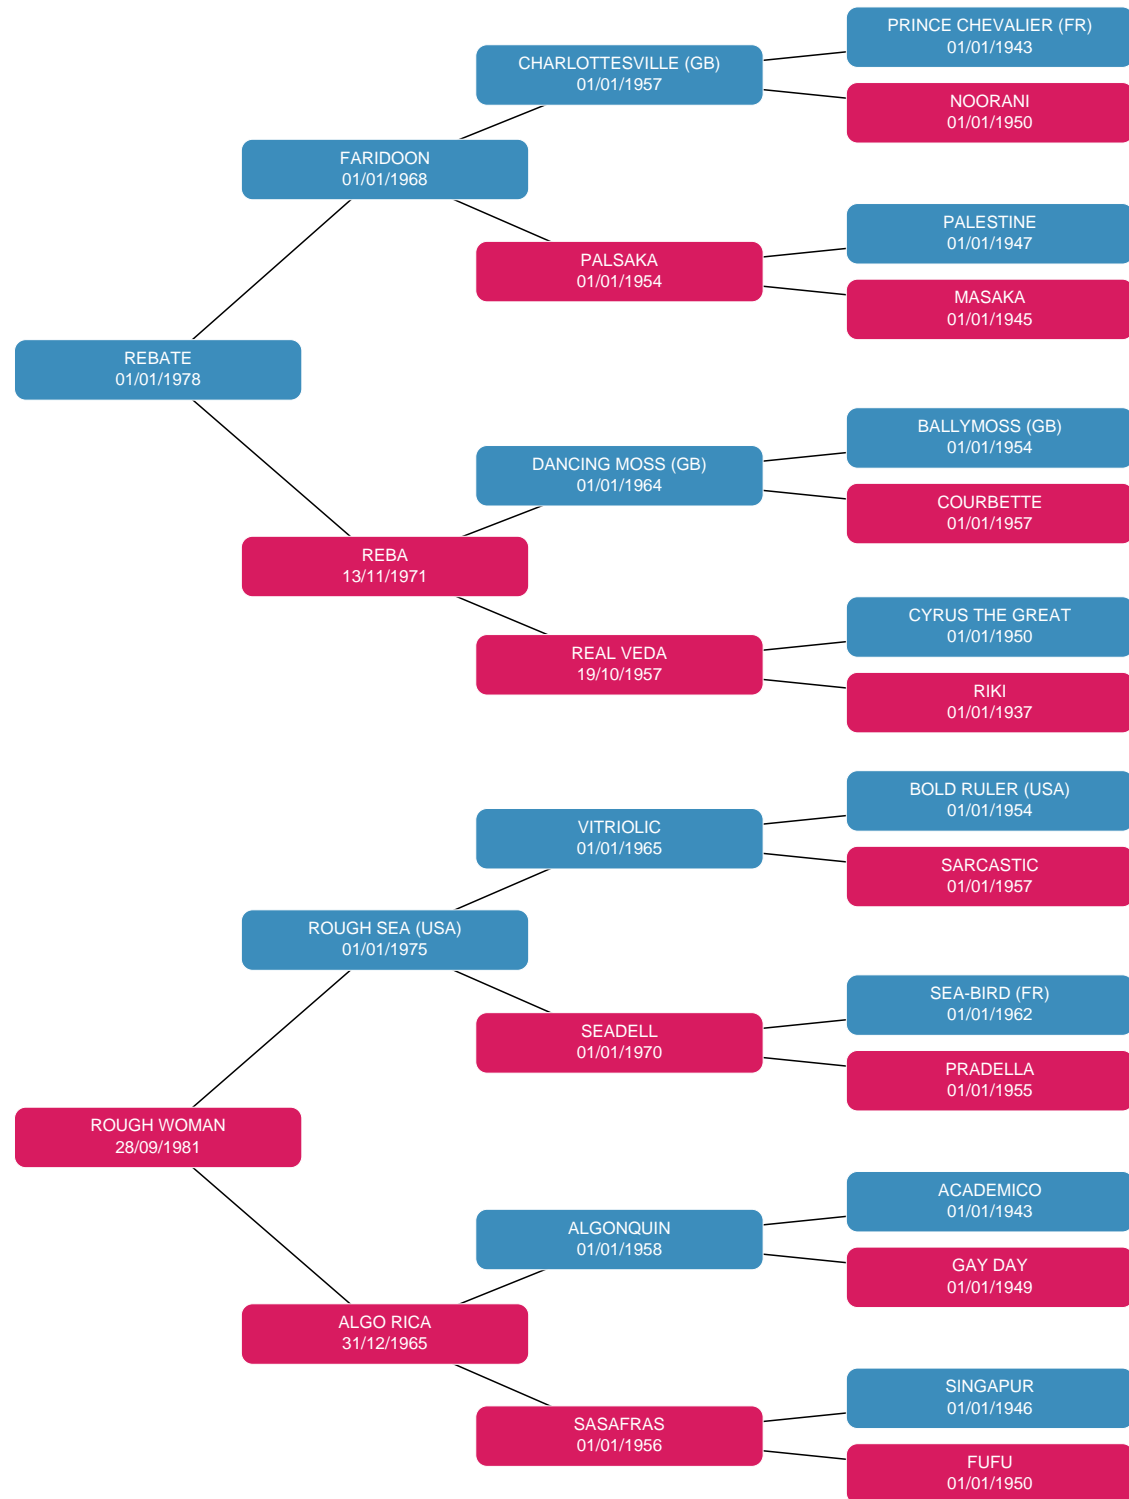 PRINCE CHEVALIER (FR)
01/01/1943
CHARLOTTESVILLE (GB)
01/01/1957
NOORANI
01/01/1950
FARIDOON
01/01/1968
PALESTINE
01/01/1947
PALSAKA
01/01/1954
MASAKA
01/01/1945
REBATE
01/01/1978
BALLYMOSS (GB)
01/01/1954
DANCING MOSS (GB)
01/01/1964
COURBETTE
01/01/1957
REBA
13/11/1971
CYRUS THE GREAT
01/01/1950
REAL VEDA
19/10/1957
RIKI
01/01/1937
BOLD RULER (USA)
01/01/1954
VITRIOLIC
01/01/1965
SARCASTIC
01/01/1957
ROUGH SEA (USA)
01/01/1975
SEA-BIRD (FR)
01/01/1962
SEADELL
01/01/1970
PRADELLA
01/01/1955
ROUGH WOMAN
28/09/1981
ACADEMICO
01/01/1943
ALGONQUIN
01/01/1958
GAY DAY
01/01/1949
ALGO RICA
31/12/1965
SINGAPUR
01/01/1946
SASAFRAS
01/01/1956
FUFU
01/01/1950